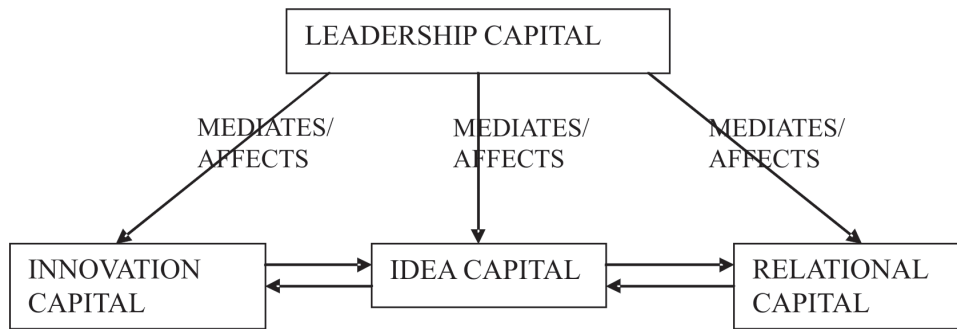 LEADERSHIP CAPITAL
MEDIATES/
AFFECTS
MEDIATES/
AFFECTS
MEDIATES/
AFFECTS
INNOVATION
CAPITAL
IDEA CAPITAL
RELATIONAL
CAPITAL